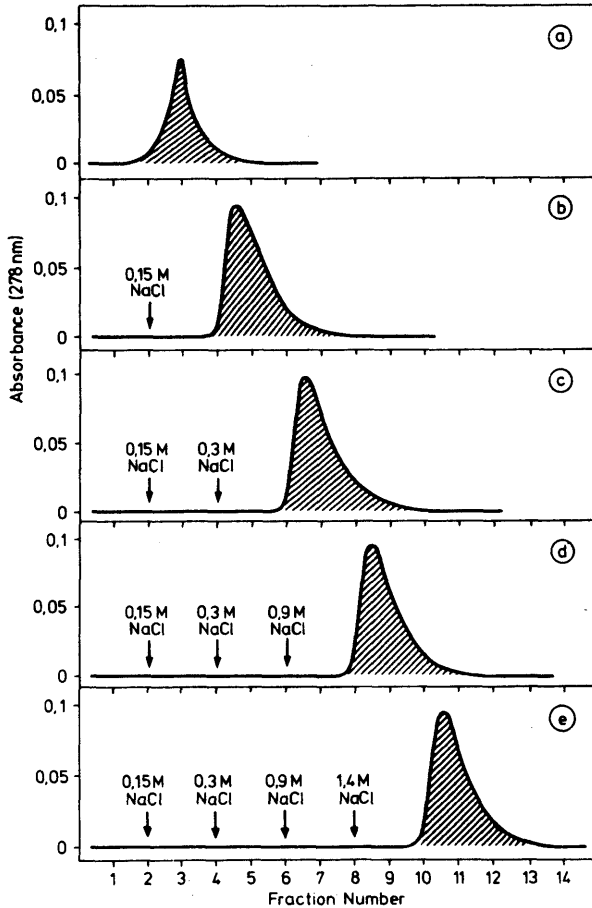 0,1
0,05
0
a
0,1
0,05
0
0,15 M
NaCl
b
0,1
0,05
0
0,15 M 0,3 M
NaCl NaCl
c
0,1
0,05
0
0,15 M 0,3 M 0,9 M
NaCl NaCl NaCl
d
0,1
0,05
0
0,15 M 0,3 M 0,9 M 1,4 M
NaCl NaCl NaCl NaCl
e
1 2 3 4 5 6 7 8 9 10 11 12 13 14
Fraction Number
Absorbance (278 nm)